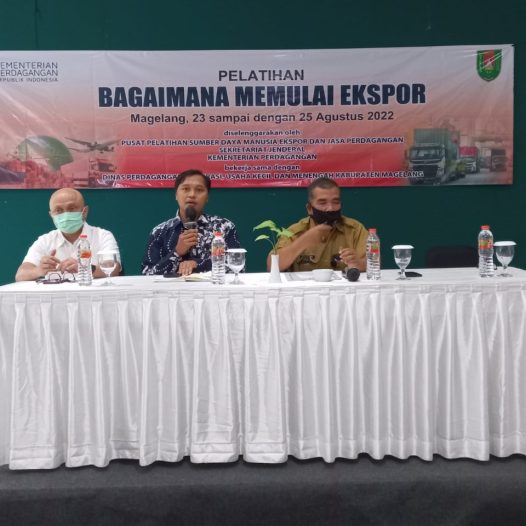 KEMENTERIAN
PERDAGANGAN
REPUBLIK INDONESIA
PELATIHAN
BAGAIMANA MEMULAI EKSPOR
Magelang, 23 sampai dengan 25 Agustus 2022
diselenggarakan oleh
PUSAT PELATIHAN SUMBER DAYA MANUSIA EKSPOR DAN JASA PERDAGANGAN
SEKRETARIAT JENDERAL
KEMENTERIAN PERDAGANGAN
bekerja sama dengan
DINAS PERDAGANGAN USAHA KECIL DAN MENENGAH KABUPATEN MAGELANG